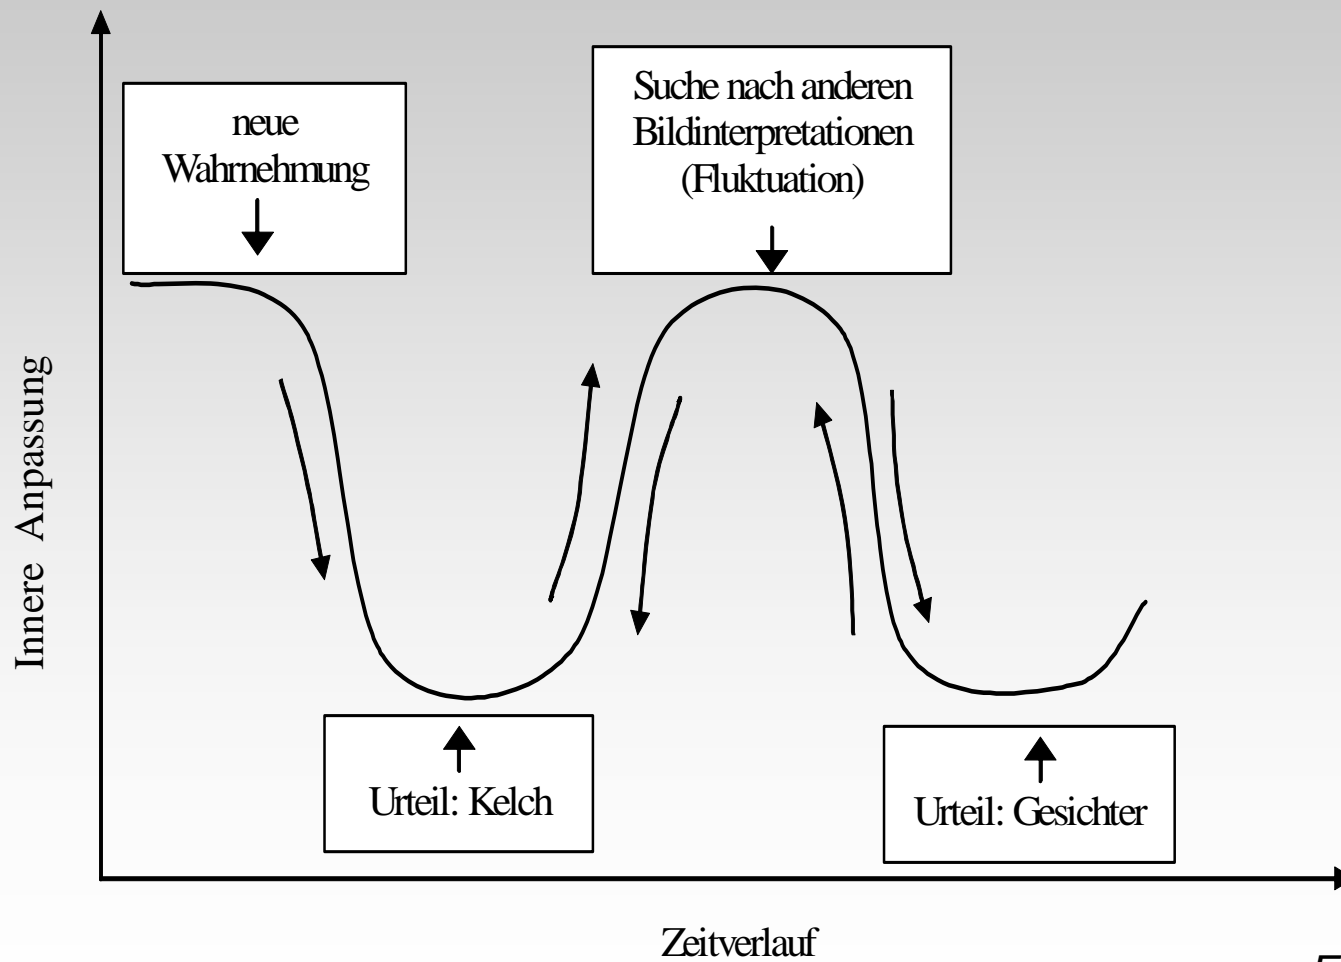 neue
Wahrnehmung
Suche nach anderen
Bildinterpretationen
(Fluktuation)
Innere Anpassung
Urteil: Kelch
Urteil: Gesichter
Zeitverlauf